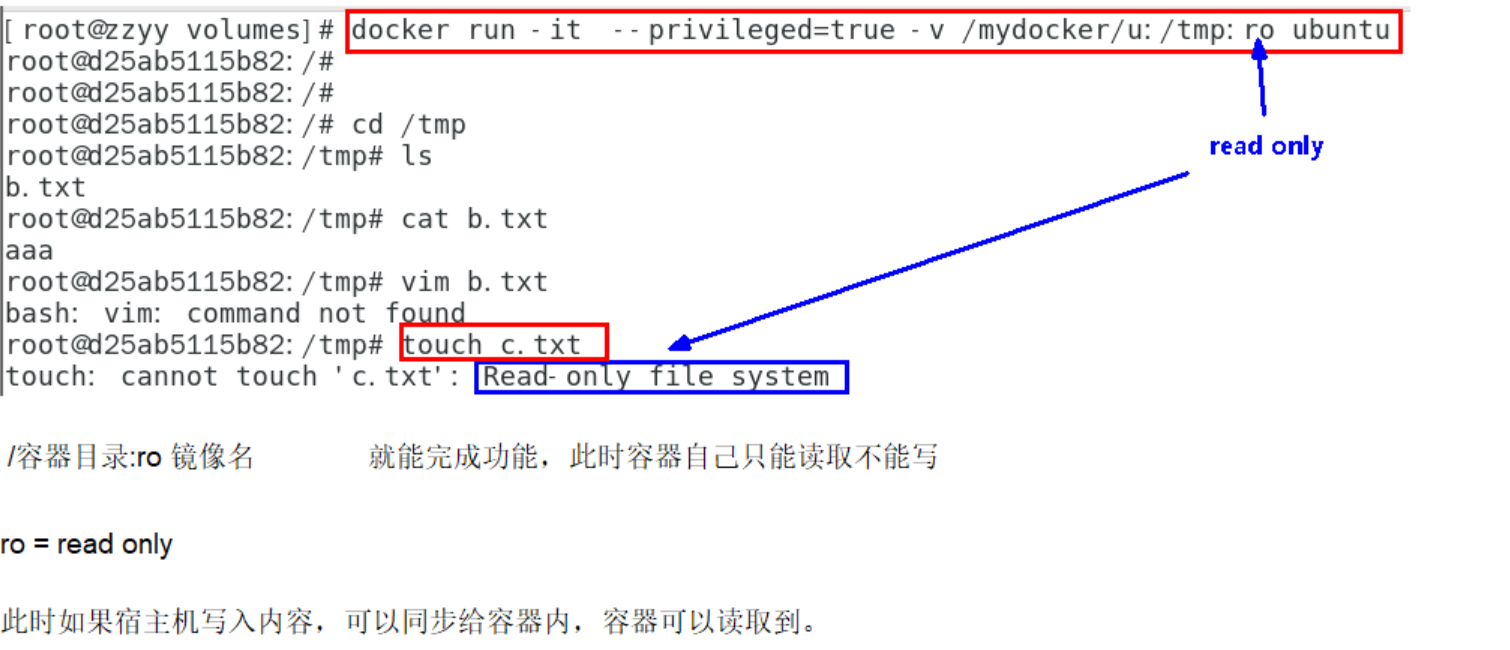 [root@zzyy volumes]# docker run -it --privileged=true -v /mydocker/u:/tmp:ro ubuntu
root@d25ab5115b82:/#
root@d25ab5115b82:/#
root@d25ab5115b82:/# cd /tmp
read only
root@d25ab5115b82:/tmp# ls
b.txt
root@d25ab5115b82:/tmp# cat b.txt
aaa
root@d25ab5115b82:/tmp# vim b.txt
bash: vim: command not found
root@d25ab5115b82:/tmp# touch c.txt
touch: cannot touch 'c.txt': Read-only file system
/容器目录:ro 镜像名 就能完成功能，此时容器自己只能读取不能写
ro = read only
此时如果宿主机写入内容，可以同步给容器内，容器可以读取到。